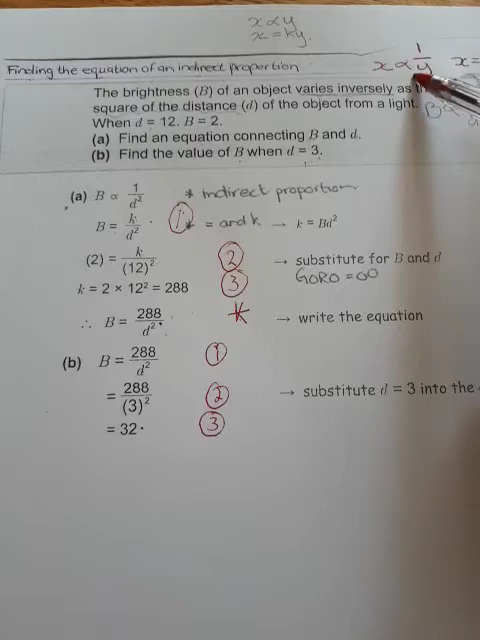 x ∝ y
x = ky.
Finding the equation of an indirect proportion
x ∝ 1/y x =
The brightness (B) of an object varies inversely as
square of the distance (d) of the object from a light. B ∝
When d = 12. B = 2.
(a) Find an equation connecting B and d.
(b) Find the value of B when d = 3.
(a) B ∝ 1/d² * Indirect proportion
B = k/d² . 1 = and k → k = Bd²
(2) = k/(12)² 2 → substitute for B and d
k = 2 × 12² = 288 3
∴ B = 288/d² . * → write the equation
(b) B = 288/d² 1
= 288/(3)² 2 → substitute d = 3 into the
= 32. 3